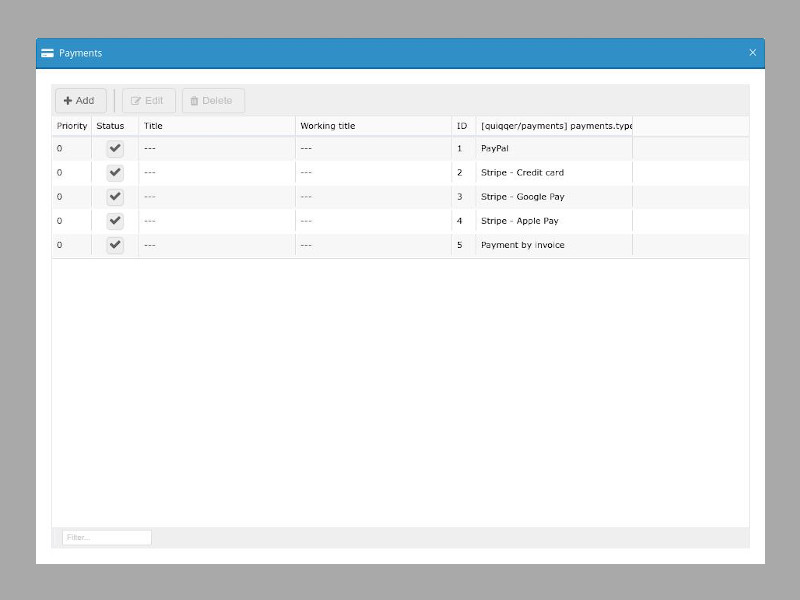 Payments
Add Edit Delete
Priority Status Title Working title ID [quiqqer/payments] payments.type
0 --- --- 1 PayPal
0 --- --- 2 Stripe - Credit card
0 --- --- 3 Stripe - Google Pay
0 --- --- 4 Stripe - Apple Pay
0 --- --- 5 Payment by invoice
Filter...